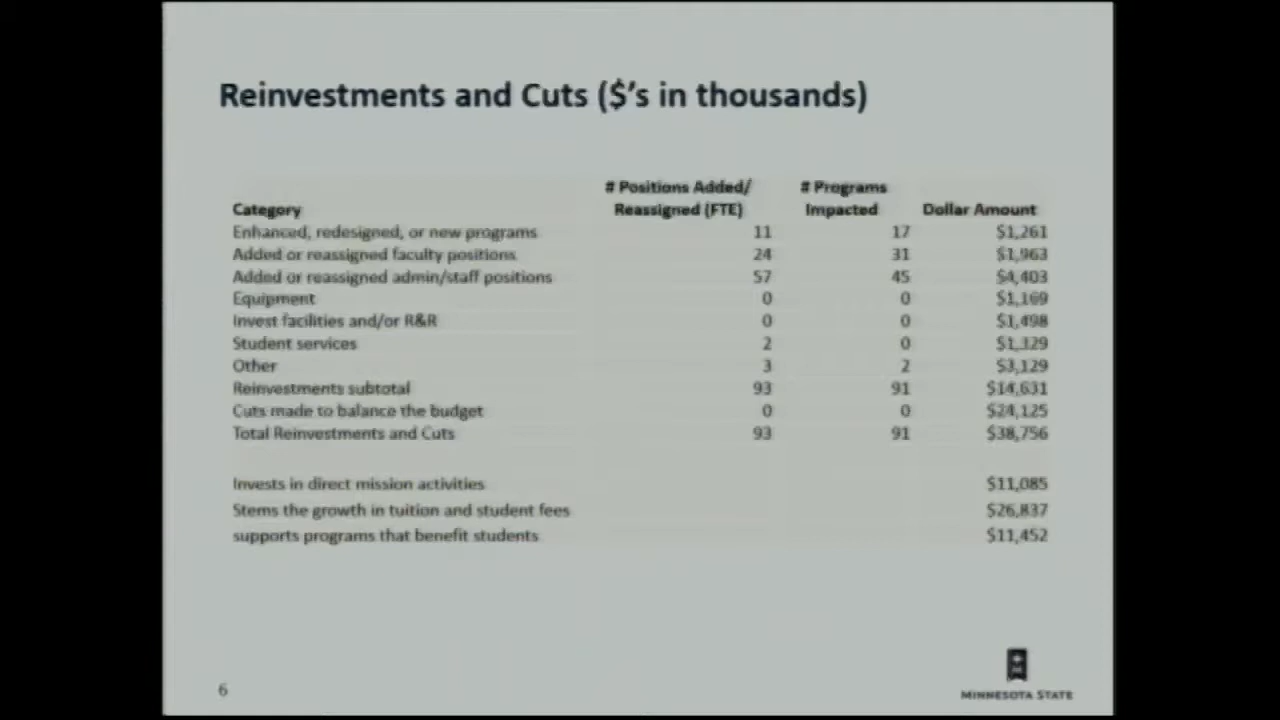 Reinvestments and Cuts ($'s in thousands)
# Positions Added/ # Programs
Category Reassigned (FTE) Impacted Dollar Amount
Enhanced, redesigned, or new programs 11 17 $1,261
Added or reassigned faculty positions 24 31 $1,963
Added or reassigned admin/staff positions 57 45 $4,403
Equipment 0 0 $1,169
Invest facilities and/or R&R 0 0 $1,498
Student services 2 0 $1,129
Other 3 2 $3,129
Reinvestments subtotal 93 91 $14,631
Cuts made to balance the budget 0 0 $24,125
Total Reinvestments and Cuts 93 91 $38,756
Invests in direct mission activities $11,085
Stems the growth in tuition and student fees $26,837
supports programs that benefit students $11,452
6
MINNESOTA STATE